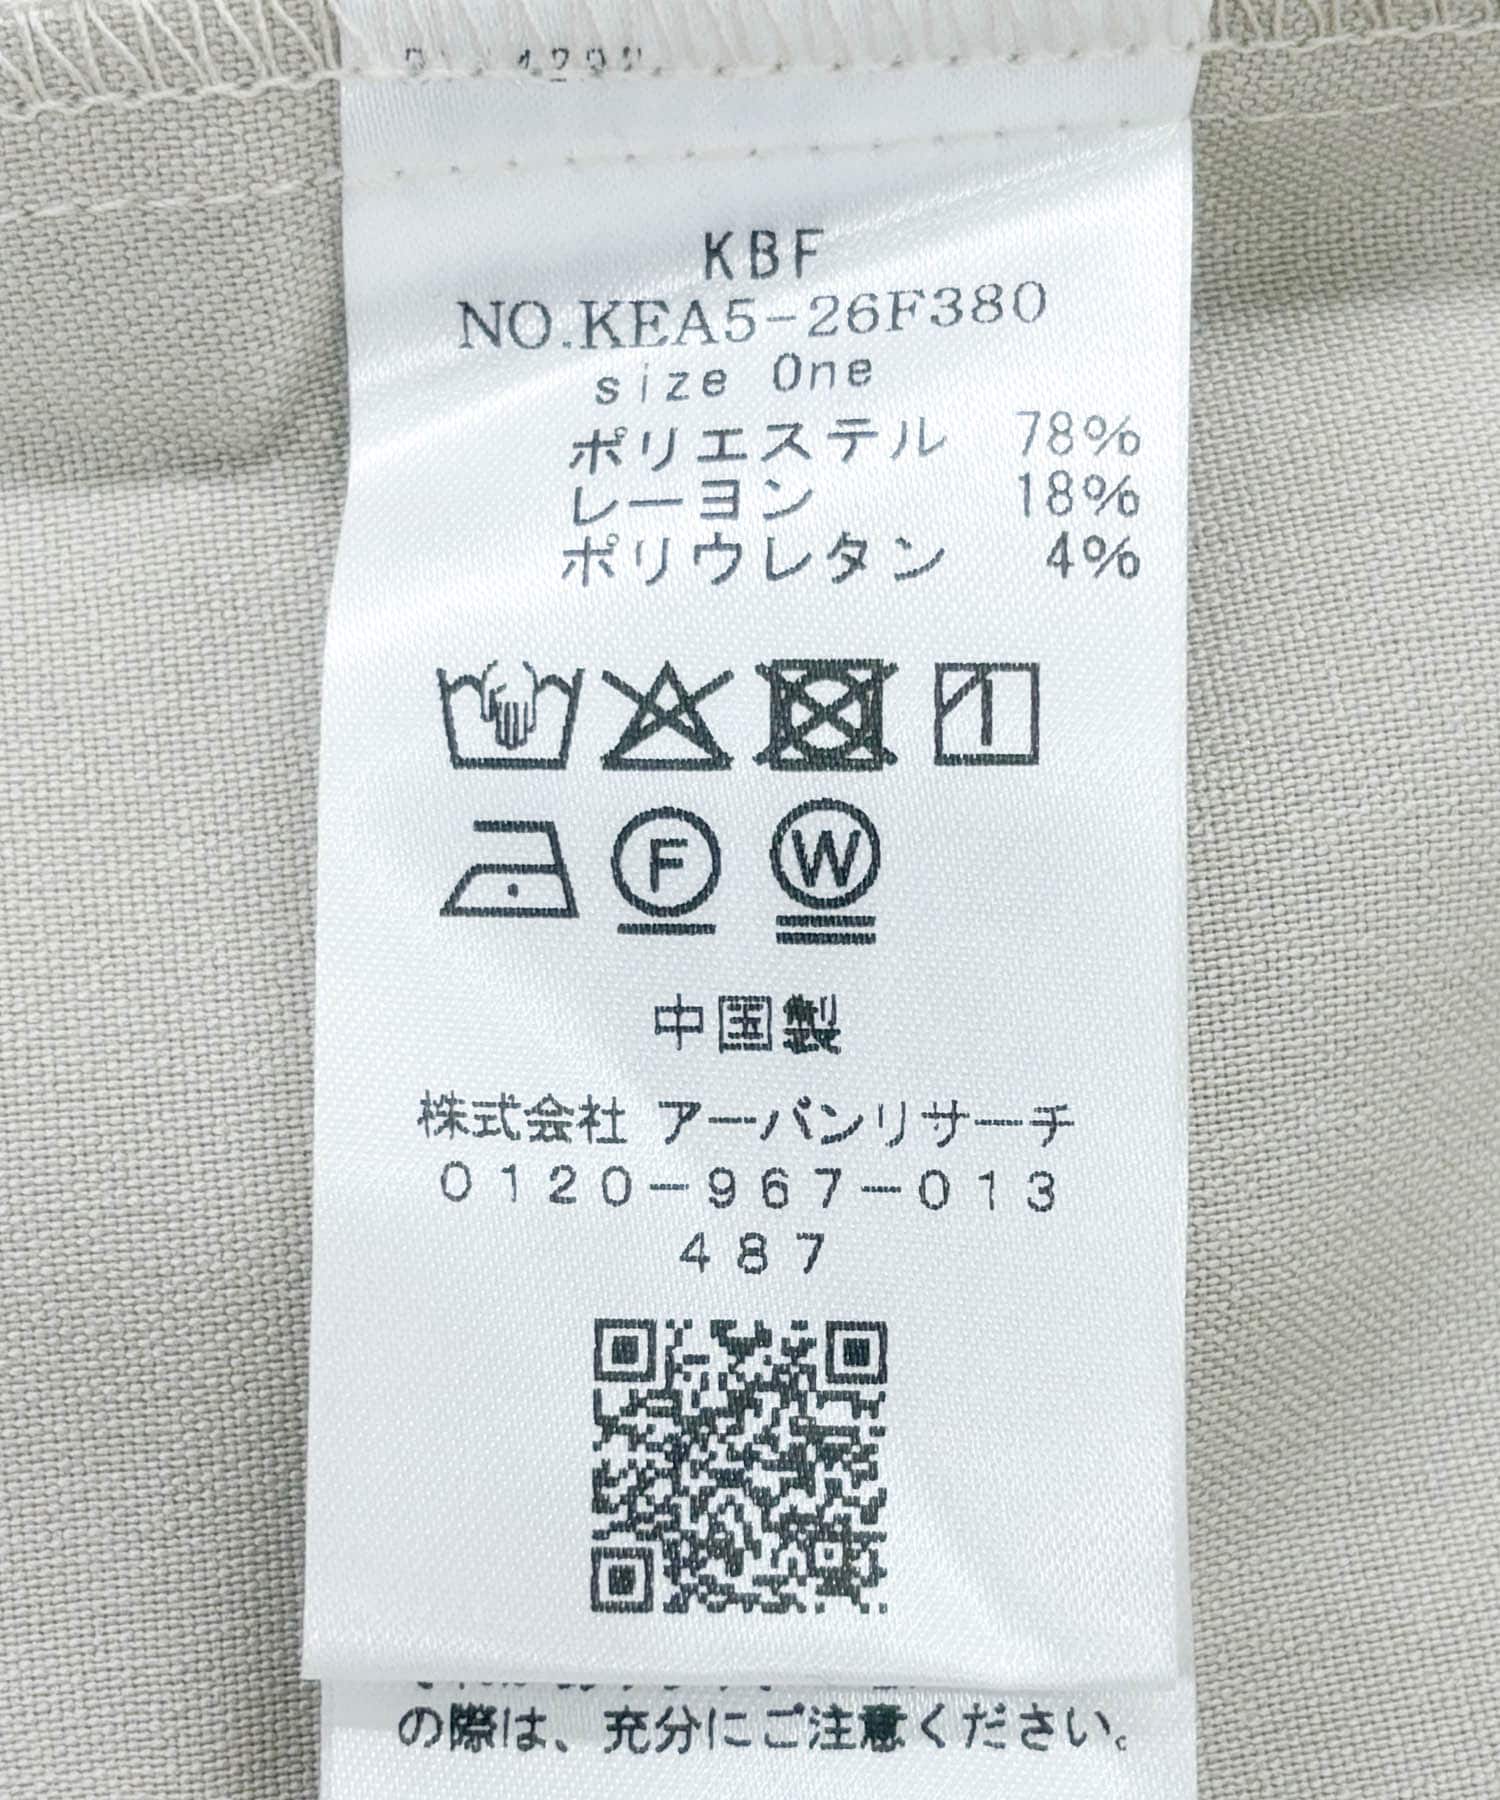 KBF
NO.KEA5-26F380
size One
ポリエステル 78%
レーヨン 18%
ポリウレタン 4%
F W
中国製
株式会社 アーバンリサーチ
0120-967-013
487
の際は、充分にご注意ください。